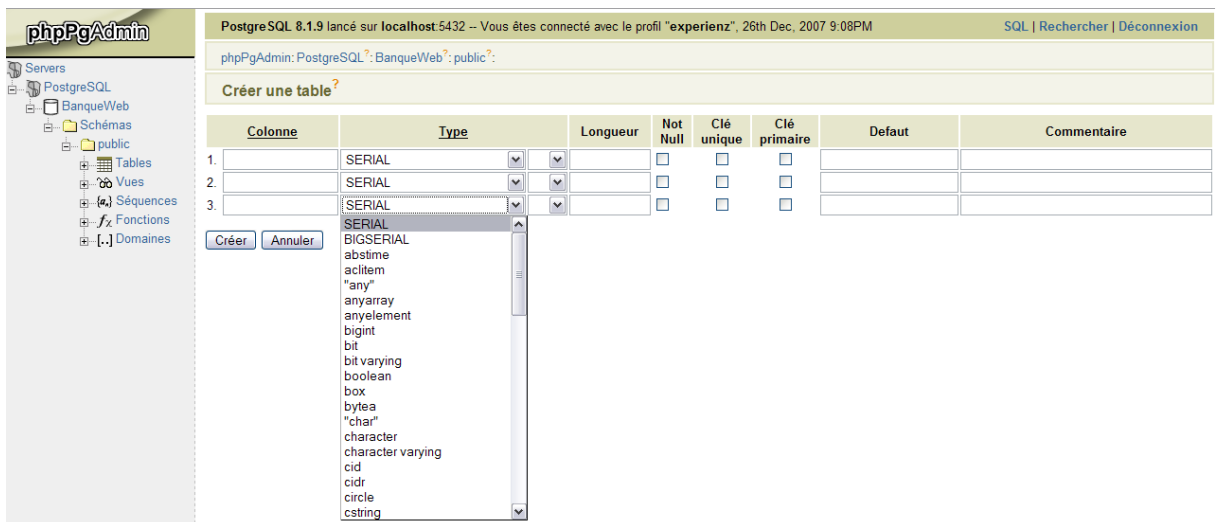 phpPgAdmin
Servers
PostgreSQL
BanqueWeb
Schémas
public
Tables
Vues
Séquences
Fonctions
Domaines
PostgreSQL 8.1.9 lancé sur localhost:5432 -- Vous êtes connecté avec le profil "experienz", 26th Dec, 2007 9:08PM
SQL | Rechercher | Déconnexion
phpPgAdmin: PostgreSQL?: BanqueWeb?: public?:
Créer une table?
Colonne Type Longueur Not Null Clé unique Clé primaire Defaut Commentaire
1. SERIAL
2. SERIAL
3. SERIAL
Créer Annuler
SERIAL
BIGSERIAL
abstime
aclitem
"any"
anyarray
anyelement
bigint
bit
bit varying
boolean
box
bytea
"char"
character
character varying
cid
cidr
circle
cstring